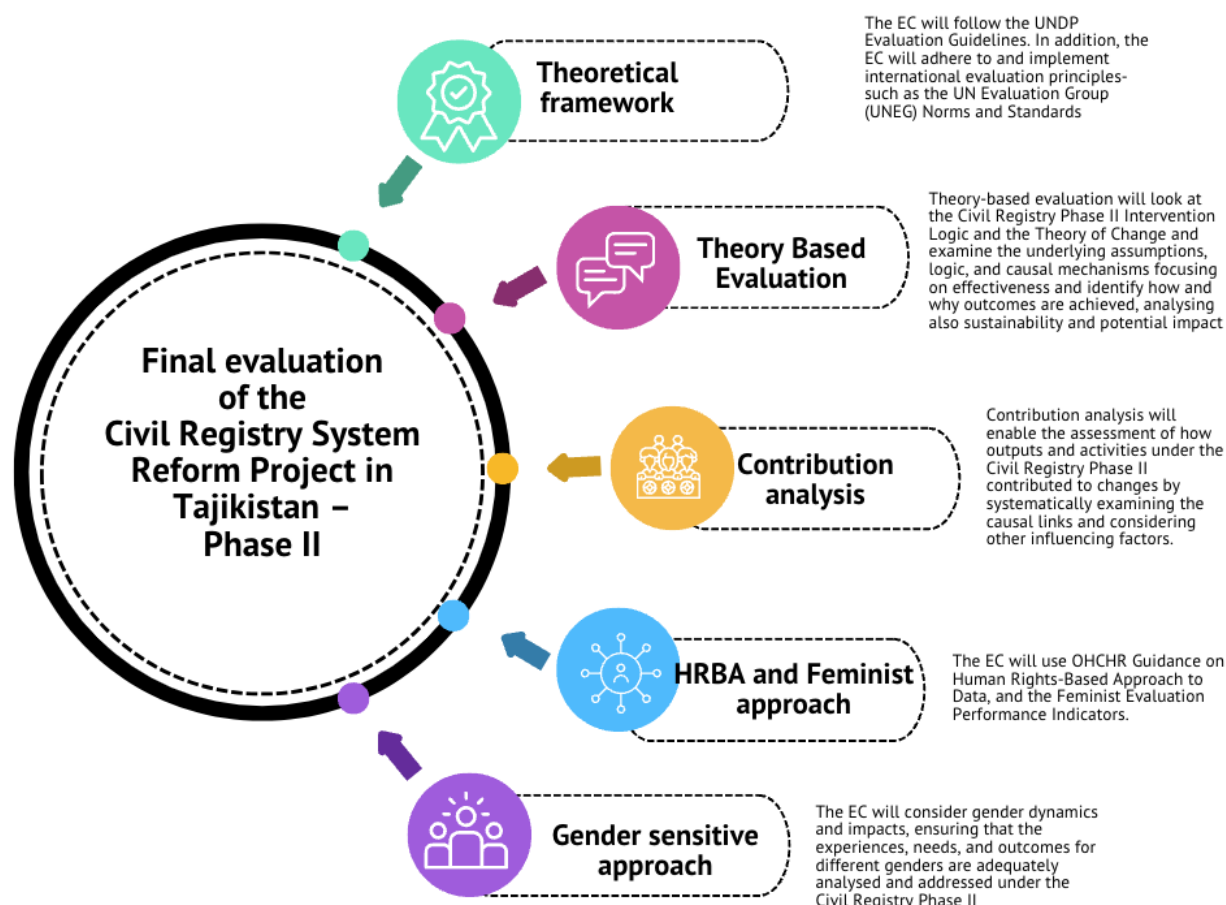 Final evaluation
of the
Civil Registry System
Reform Project in
Tajikistan –
Phase II
Theoretical
framework
The EC will follow the UNDP
Evaluation Guidelines. In addition, the
EC will adhere to and implement
international evaluation principles-
such as the UN Evaluation Group
(UNEG) Norms and Standards
Theory Based
Evaluation
Theory-based evaluation will look at
the Civil Registry Phase II Intervention
Logic and the Theory of Change and
examine the underlying assumptions,
logic, and causal mechanisms focusing
on effectiveness and identify how and
why outcomes are achieved, analysing
also sustainability and potential impact
Contribution
analysis
Contribution analysis will
enable the assessment of how
outputs and activities under the
Civil Registry Phase II
contributed to changes by
systematically examining the
causal links and considering
other influencing factors.
HRBA and Feminist
approach
The EC will use OHCHR Guidance on
Human Rights-Based Approach to
Data, and the Feminist Evaluation
Performance Indicators.
Gender sensitive
approach
The EC will consider gender dynamics
and impacts, ensuring that the
experiences, needs, and outcomes for
different genders are adequately
analysed and addressed under the
Civil Registry Phase II